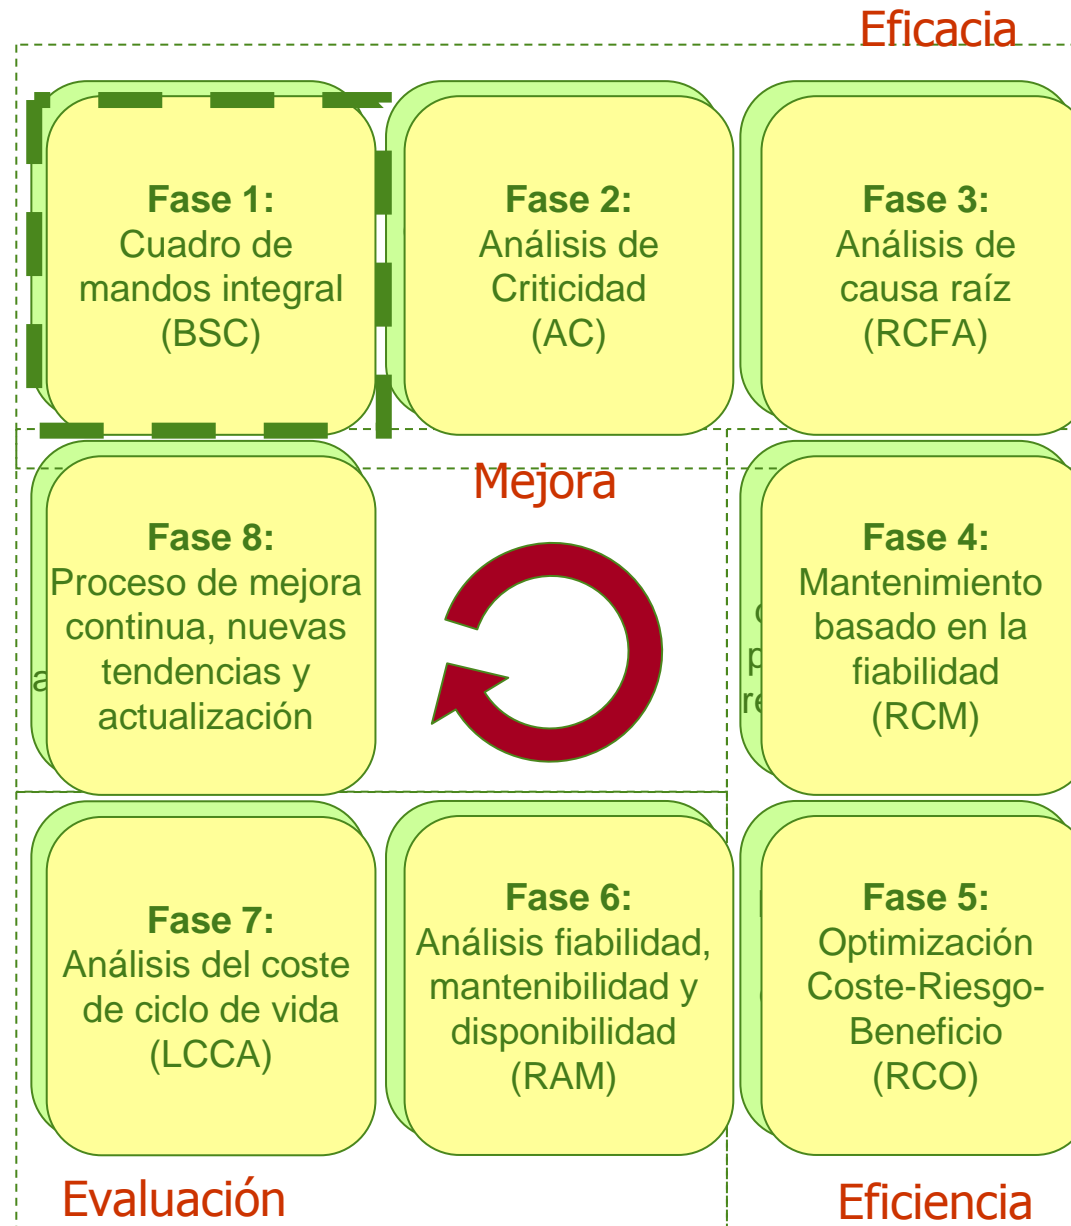 Eficacia
Fase 1:
Cuadro de
mandos integral
(BSC)
Fase 2:
Análisis de
Criticidad
(AC)
Fase 3:
Análisis de
causa raíz
(RCFA)
Mejora
Fase 8:
Proceso de mejora
continua, nuevas
tendencias y
actualización
Fase 4:
Mantenimiento
basado en la
fiabilidad
(RCM)
Fase 7:
Análisis del coste
de ciclo de vida
(LCCA)
Fase 6:
Análisis fiabilidad,
mantenibilidad y
disponibilidad
(RAM)
Fase 5:
Optimización
Coste-Riesgo-
Beneficio
(RCO)
Evaluación
Eficiencia